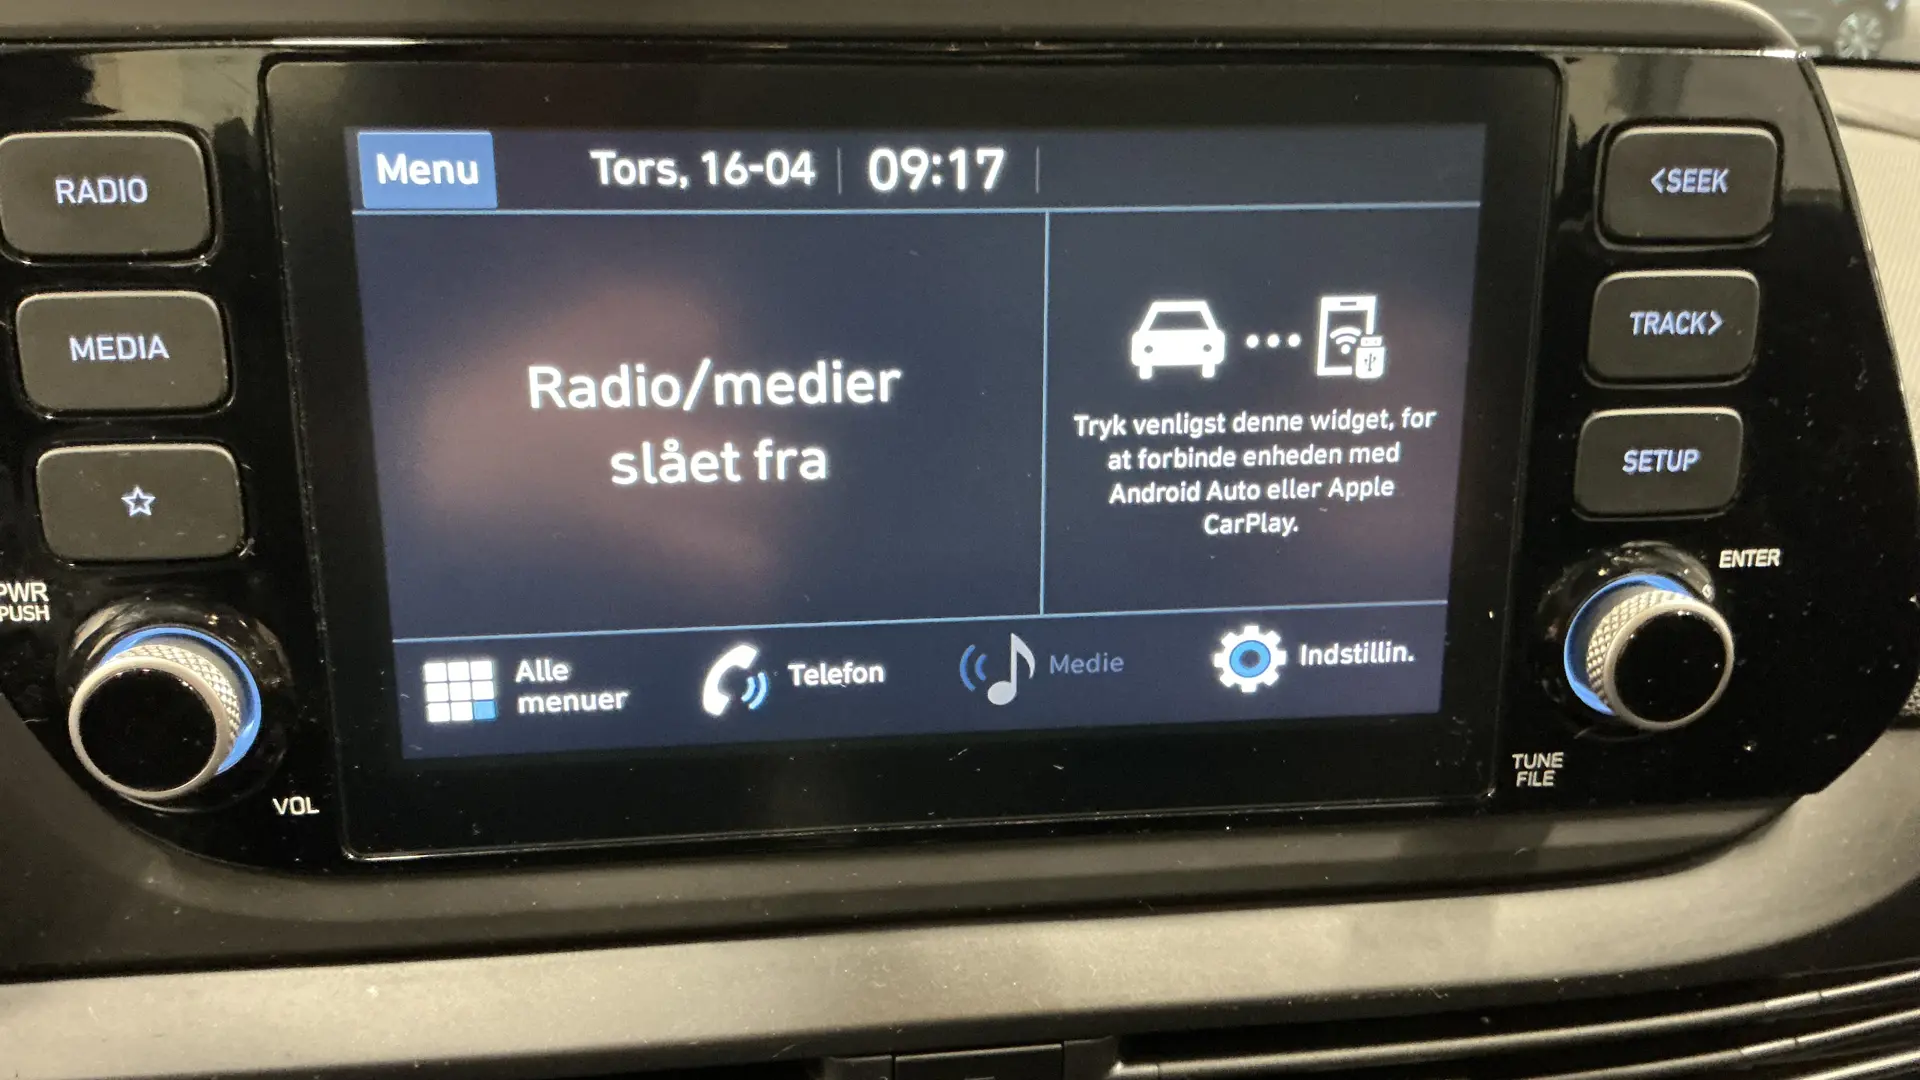 RADIO
MEDIA
PWR
PUSH
VOL
Menu
Tors, 16-04
09:17
Radio/medier
slået fra
Tryk venligst denne widget, for
at forbinde enheden med
Android Auto eller Apple
CarPlay.
Alle
menuer
Telefon
Medie
Indstillin.
<SEEK
TRACK>
SETUP
ENTER
TUNE
FILE